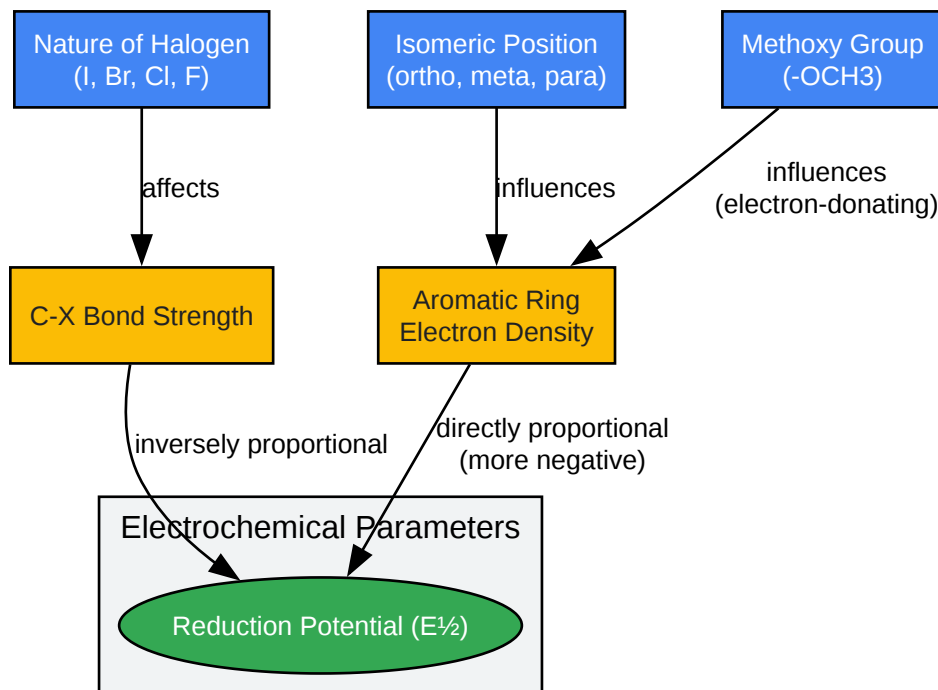 Nature of Halogen
(I, Br, Cl, F)
Isomeric Position
(ortho, meta, para)
Methoxy Group
(-OCH3)
affects
influences
influences
(electron-donating)
C-X Bond Strength
Aromatic Ring
Electron Density
inversely proportional
directly proportional
(more negative)
Electrochemical Parameters
Reduction Potential (E½)